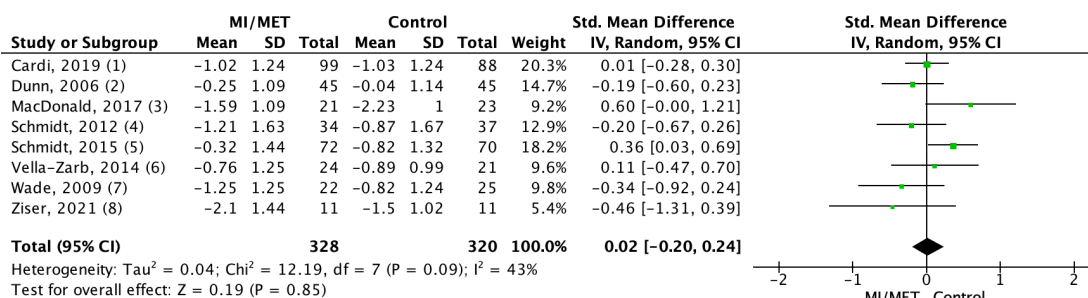 MI/MET Control Std. Mean Difference Std. Mean Difference
Study or Subgroup Mean SD Total Mean SD Total Weight IV, Random, 95% CI IV, Random, 95% CI
Cardi, 2019 (1) −1.02 1.24 99 −1.03 1.24 88 20.3% 0.01 [−0.28, 0.30]
Dunn, 2006 (2) −0.25 1.09 45 −0.04 1.14 45 14.7% −0.19 [−0.60, 0.23]
MacDonald, 2017 (3) −1.59 1.09 21 −2.23 1 23 9.2% 0.60 [−0.00, 1.21]
Schmidt, 2012 (4) −1.21 1.63 34 −0.87 1.67 37 12.9% −0.20 [−0.67, 0.26]
Schmidt, 2015 (5) −0.32 1.44 72 −0.82 1.32 70 18.2% 0.36 [0.03, 0.69]
Vella-Zarb, 2014 (6) −0.76 1.25 24 −0.89 0.99 21 9.6% 0.11 [−0.47, 0.70]
Wade, 2009 (7) −1.25 1.25 22 −0.82 1.24 25 9.8% −0.34 [−0.92, 0.24]
Ziser, 2021 (8) −2.1 1.44 11 −1.5 1.02 11 5.4% −0.46 [−1.31, 0.39]
Total (95% CI) 328 320 100.0% 0.02 [−0.20, 0.24]
Heterogeneity: Tau² = 0.04; Chi² = 12.19, df = 7 (P = 0.09); I² = 43%
Test for overall effect: Z = 0.19 (P = 0.85)
−2 −1 0 1 2
MI/MET Control